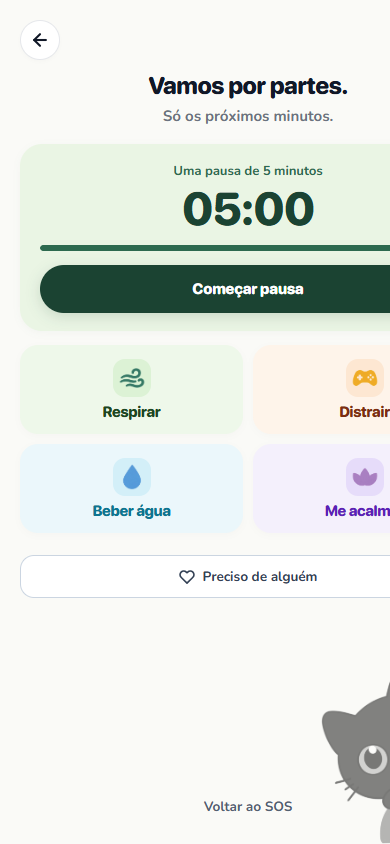 Vamos por partes.
Só os próximos minutos.
Uma pausa de 5 minutos
05:00
Começar pausa
Respirar
Distrair
Beber água
Me acalm
Preciso de alguém
Voltar ao SOS